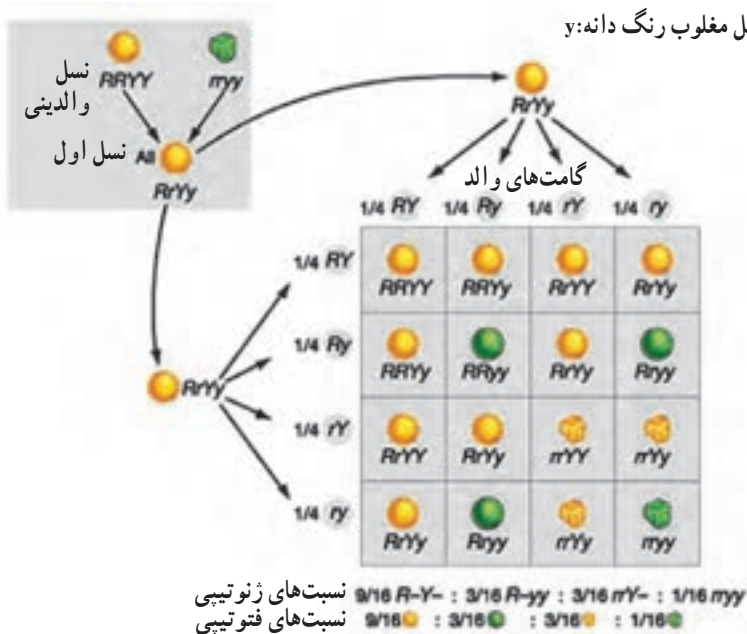 ل مغلوب رنگ دانه:y
نسل والدینی
RRYY rryy
نسل اول
All
RrYy
RrYy
گامت‌های والد
1/4 RY 1/4 Ry 1/4 rY 1/4 ry
1/4 RY
RRYY RRYy RrYY RrYy
1/4 Ry
RRYy RRyy RrYy Rryy
RrYy
1/4 rY
RrYY RrYy rrYY rrYy
1/4 ry
RrYy Rryy rrYy rryy
نسبت‌های ژنوتیپی 9/16 R-Y- : 3/16 R-yy : 3/16 rrY- : 1/16 rryy
نسبت‌های فنوتیپی 9/16 : 3/16 : 3/16 : 1/16